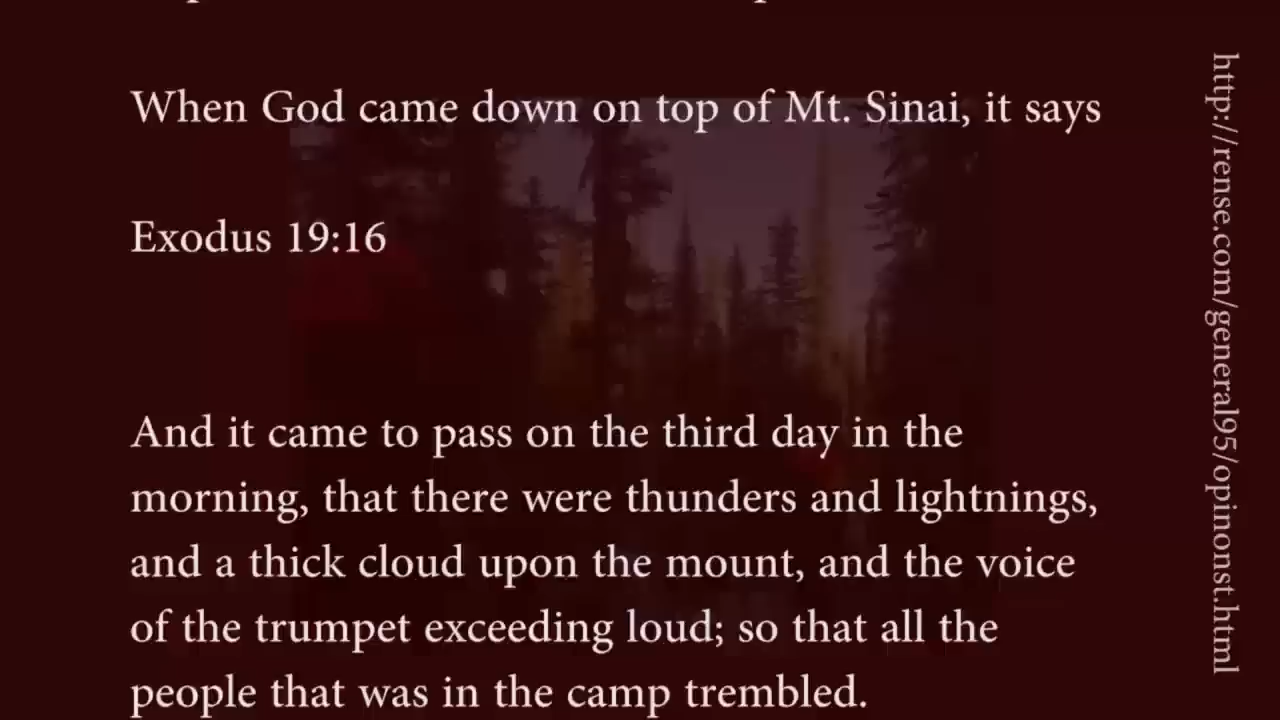 When God came down on top of Mt. Sinai, it says
Exodus 19:16
And it came to pass on the third day in the
morning, that there were thunders and lightnings,
and a thick cloud upon the mount, and the voice
of the trumpet exceeding loud; so that all the
people that was in the camp trembled.
http://rense.com/general95/opinonst.html